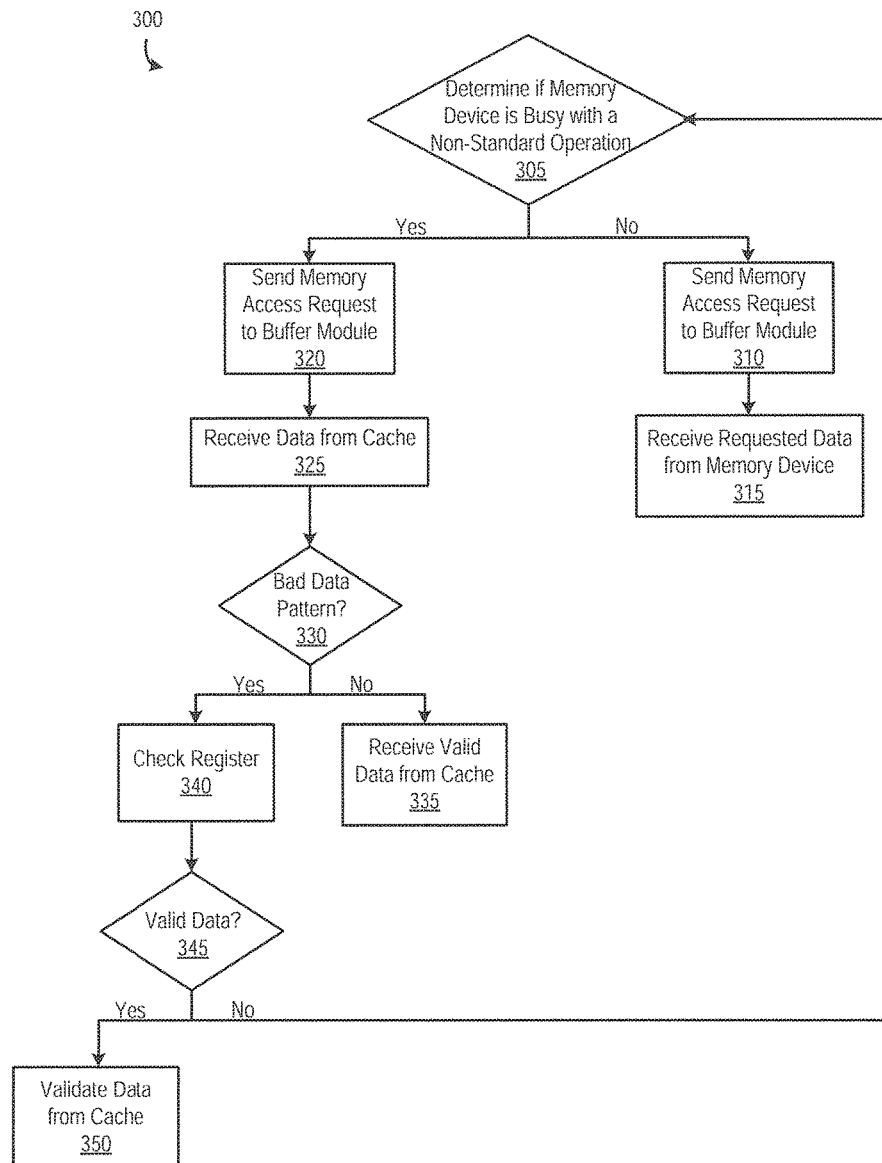 300
Determine if Memory
Device is Busy with a
Non-Standard Operation
305
Yes
No
Send Memory
Access Request
to Buffer Module
320
Send Memory
Access Request
to Buffer Module
310
Receive Data from Cache
325
Receive Requested Data
from Memory Device
315
Bad Data
Pattern?
330
Yes
No
Check Register
340
Receive Valid
Data from Cache
335
Valid Data?
345
Yes
No
Validate Data
from Cache
350